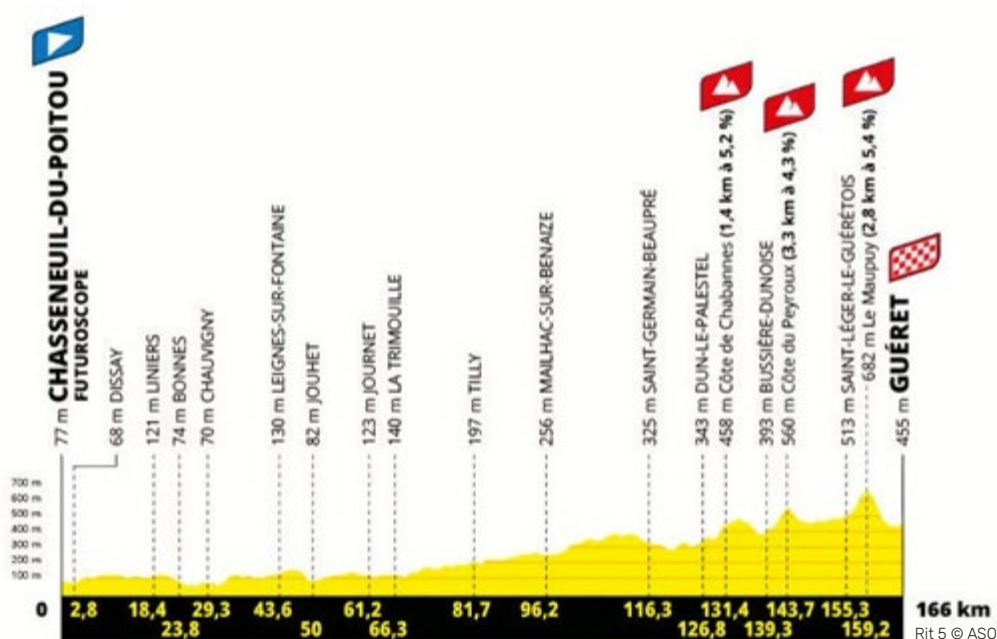 77 m CHASSENEUIL-DU-POITOU
FUTUROSCOPE
68 m DISSAY
121 m LINIERS
74 m BONNES
70 m CHAUVIGNY
130 m LEIGNES-SUR-FONTAINE
82 m JOUHET
123 m JOURNET
140 m LA TRIMOUILLE
197 m TILLY
256 m MAILHAC-SUR-BENAIZE
325 m SAINT-GERMAIN-BEAUPRÉ
343 m DUN-LE-PALESTEL
458 m Côte de Chabannes (1,4 km à 5,2 %)
393 m BUSSIÈRE-DUNOISE
560 m Côte du Peyroux (3,3 km à 4,3 %)
513 m SAINT-LÉGER-LE-GUÉRÉTOIS
682 m Le Maupuy (2,8 km à 5,4 %)
455 m GUÉRET
700 m
600 m
500 m
400 m
300 m
200 m
100 m
0 2,8 18,4 29,3 43,6 61,2 81,7 96,2 116,3 131,4 143,7 155,3 166 km
23,8 50 66,3 126,8 139,3 159,2
Rit 5 © ASO